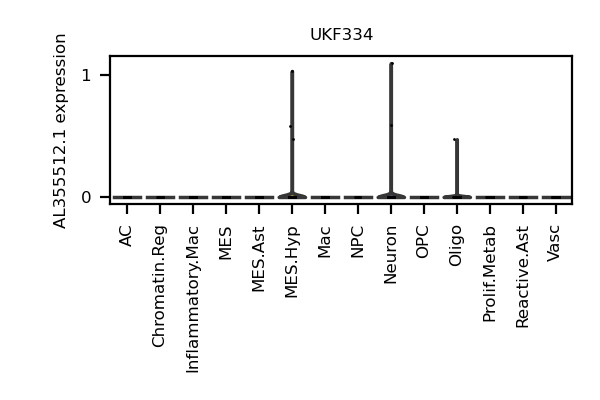 UKF334
AL355512.1 expression
1
0
AC
Chromatin.Reg
Inflammatory.Mac
MES
MES.Ast
MES.Hyp
Mac
NPC
Neuron
OPC
Oligo
Prolif.Metab
Reactive.Ast
Vasc